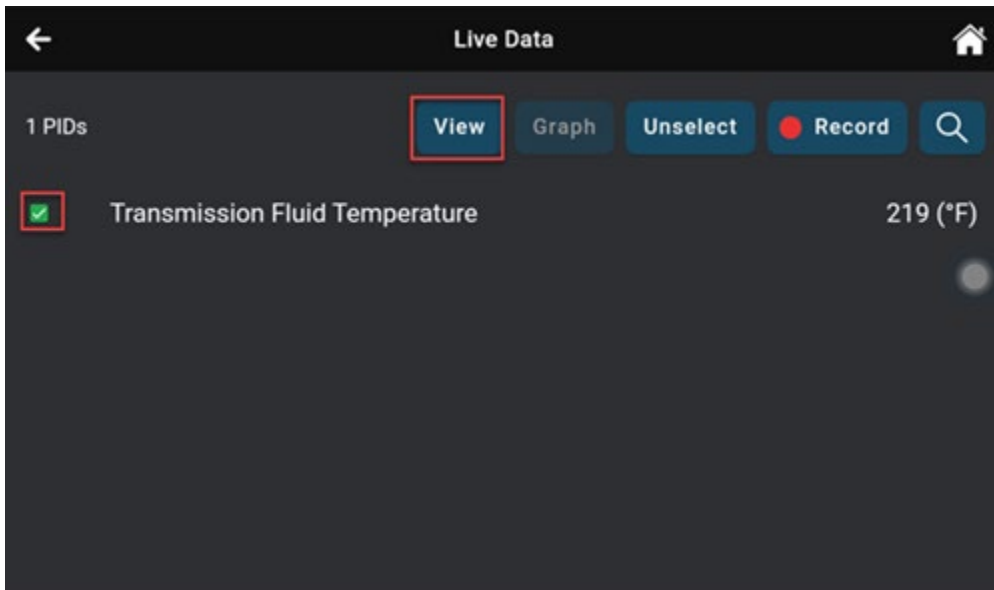 Live Data
1 PIDs View Graph Unselect Record
Transmission Fluid Temperature 219 (°F)